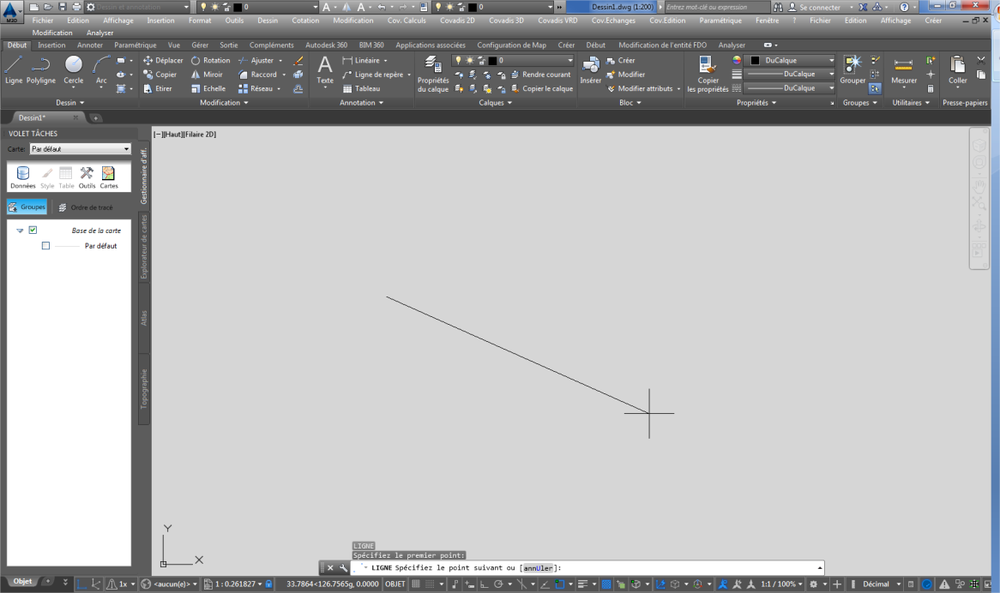 Dessin et annotation 0 A A A 0 Dessin1.dwg (1:200) Entrez mot-clé ou expression Se connecter
M3D Fichier Edition Affichage Insertion Format Outils Dessin Cotation Modification Cov. Calculs Covadis 2D Covadis 3D Covadis VRD Cov.Echanges Cov.Edition Paramétrique Fenêtre ? Fichier Edition Affichage Créer
Modification Analyser
Début Insertion Annoter Paramétrique Vue Gérer Sortie Compléments Autodesk 360 BIM 360 Applications associées Configuration de Map Créer Début Modification de l'entité FDO Analyser
Déplacer Rotation Ajuster Linéaire 0 Créer DuCalque
Ligne Polyligne Cercle Arc Copier Miroir Raccord Texte Ligne de repère Propriétés du calque Rendre courant Insérer Modifier Copier les propriétés DuCalque Grouper Mesurer Coller
Etirer Echelle Réseau Tableau Copier le calque Modifier attributs DuCalque
Dessin Modification Annotation Calques Bloc Propriétés Groupes Utilitaires Presse-papiers
Dessin1*
VOLET TÂCHES
[−][Haut][Filaire 2D]
Carte: Par défaut
Données Style Table Outils Cartes
Groupes Ordre de tracé
Base de la carte
Par défaut
Gestionnaire d'aff.
Explorateur de cartes
Atlas
Topographie
Y
X
LIGNE
Spécifiez le premier point:
LIGNE Spécifiez le point suivant ou [annUler]:
Objet 1x <aucun(e)> 1 : 0.261827 33.7864<126.7565g, 0.0000 OBJET 1:1 / 100% Décimal